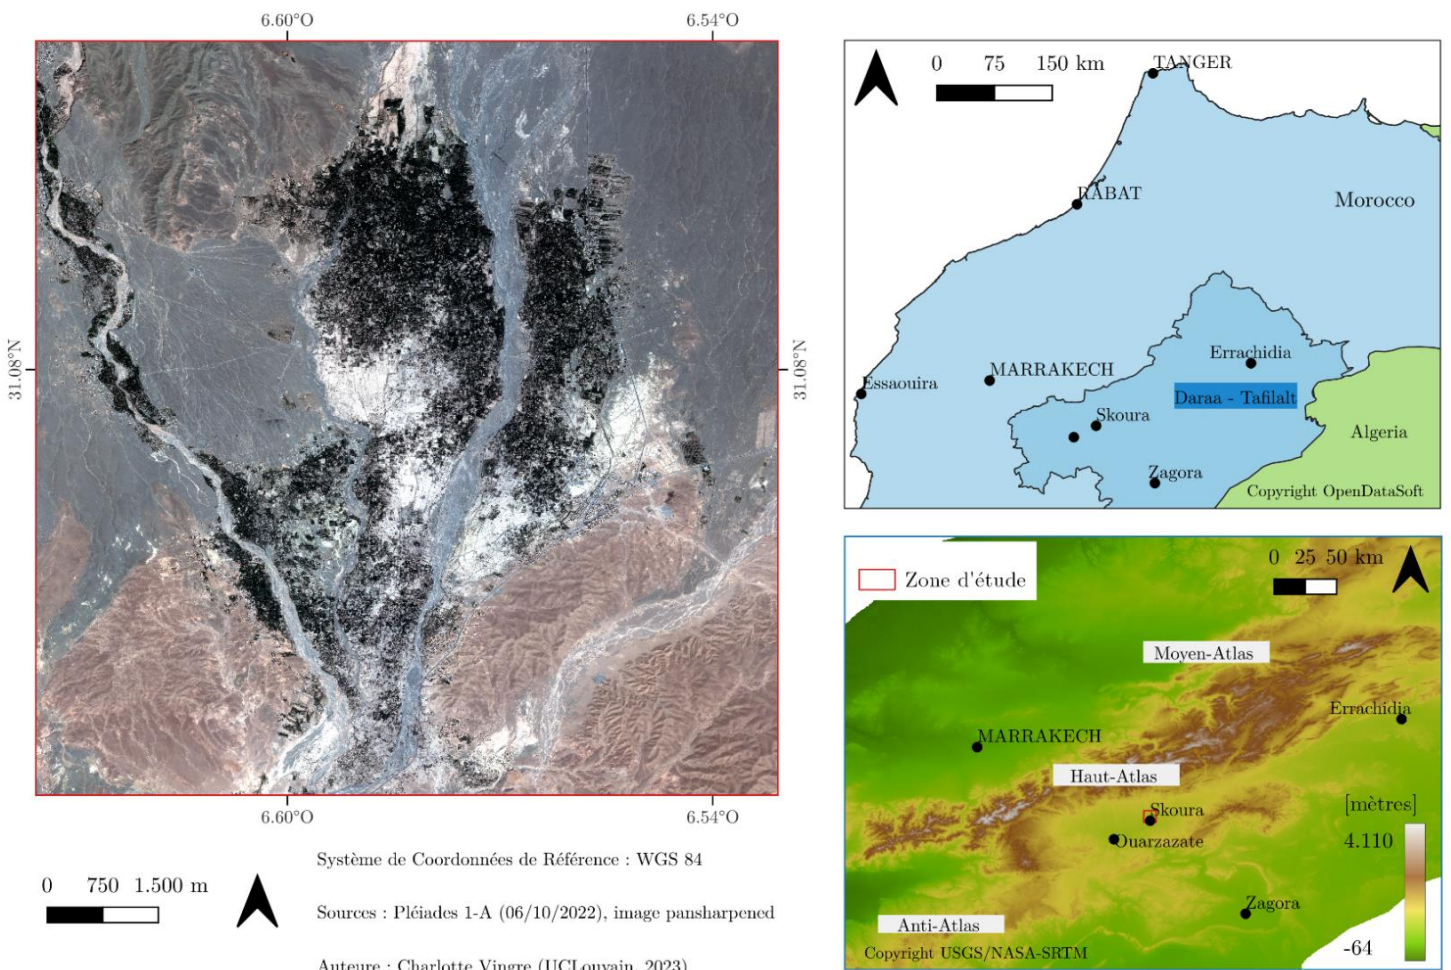 6.60°O
6.54°O
31.08°N
31.08°N
6.60°O
6.54°O
0 750 1.500 m
Système de Coordonnées de Référence : WGS 84
Sources : Pléiades 1-A (06/10/2022), image pansharpened
Auteure : Charlotte Vingre (UCLouvain, 2023)
0 75 150 km
TANGER
RABAT
Morocco
Errachidia
MARRAKECH
Essaouira
Daraa - Tafilalt
Skoura
Algeria
Zagora
Copyright OpenDataSoft
Zone d'étude
0 25 50 km
Moyen-Atlas
Errachidia
MARRAKECH
Haut-Atlas
Skoura
[mètres]
4.110
Ouarzazate
Zagora
Anti-Atlas
-64
Copyright USGS/NASA-SRTM